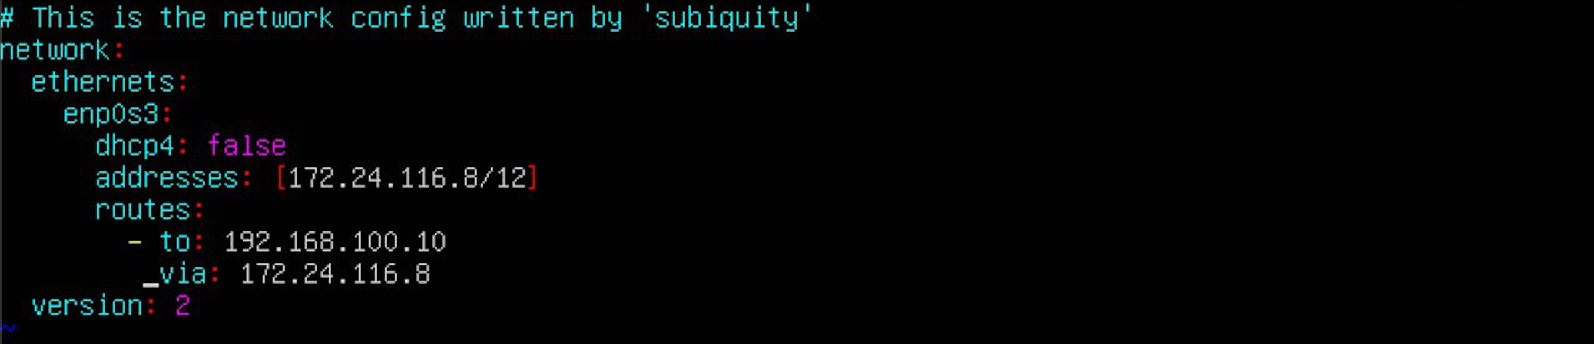 # This is the network config written by 'subiquity'
network:
  ethernets:
    enp0s3:
      dhcp4: false
      addresses: [172.24.116.8/12]
      routes:
        - to: 192.168.100.10
          via: 172.24.116.8
  version: 2
~